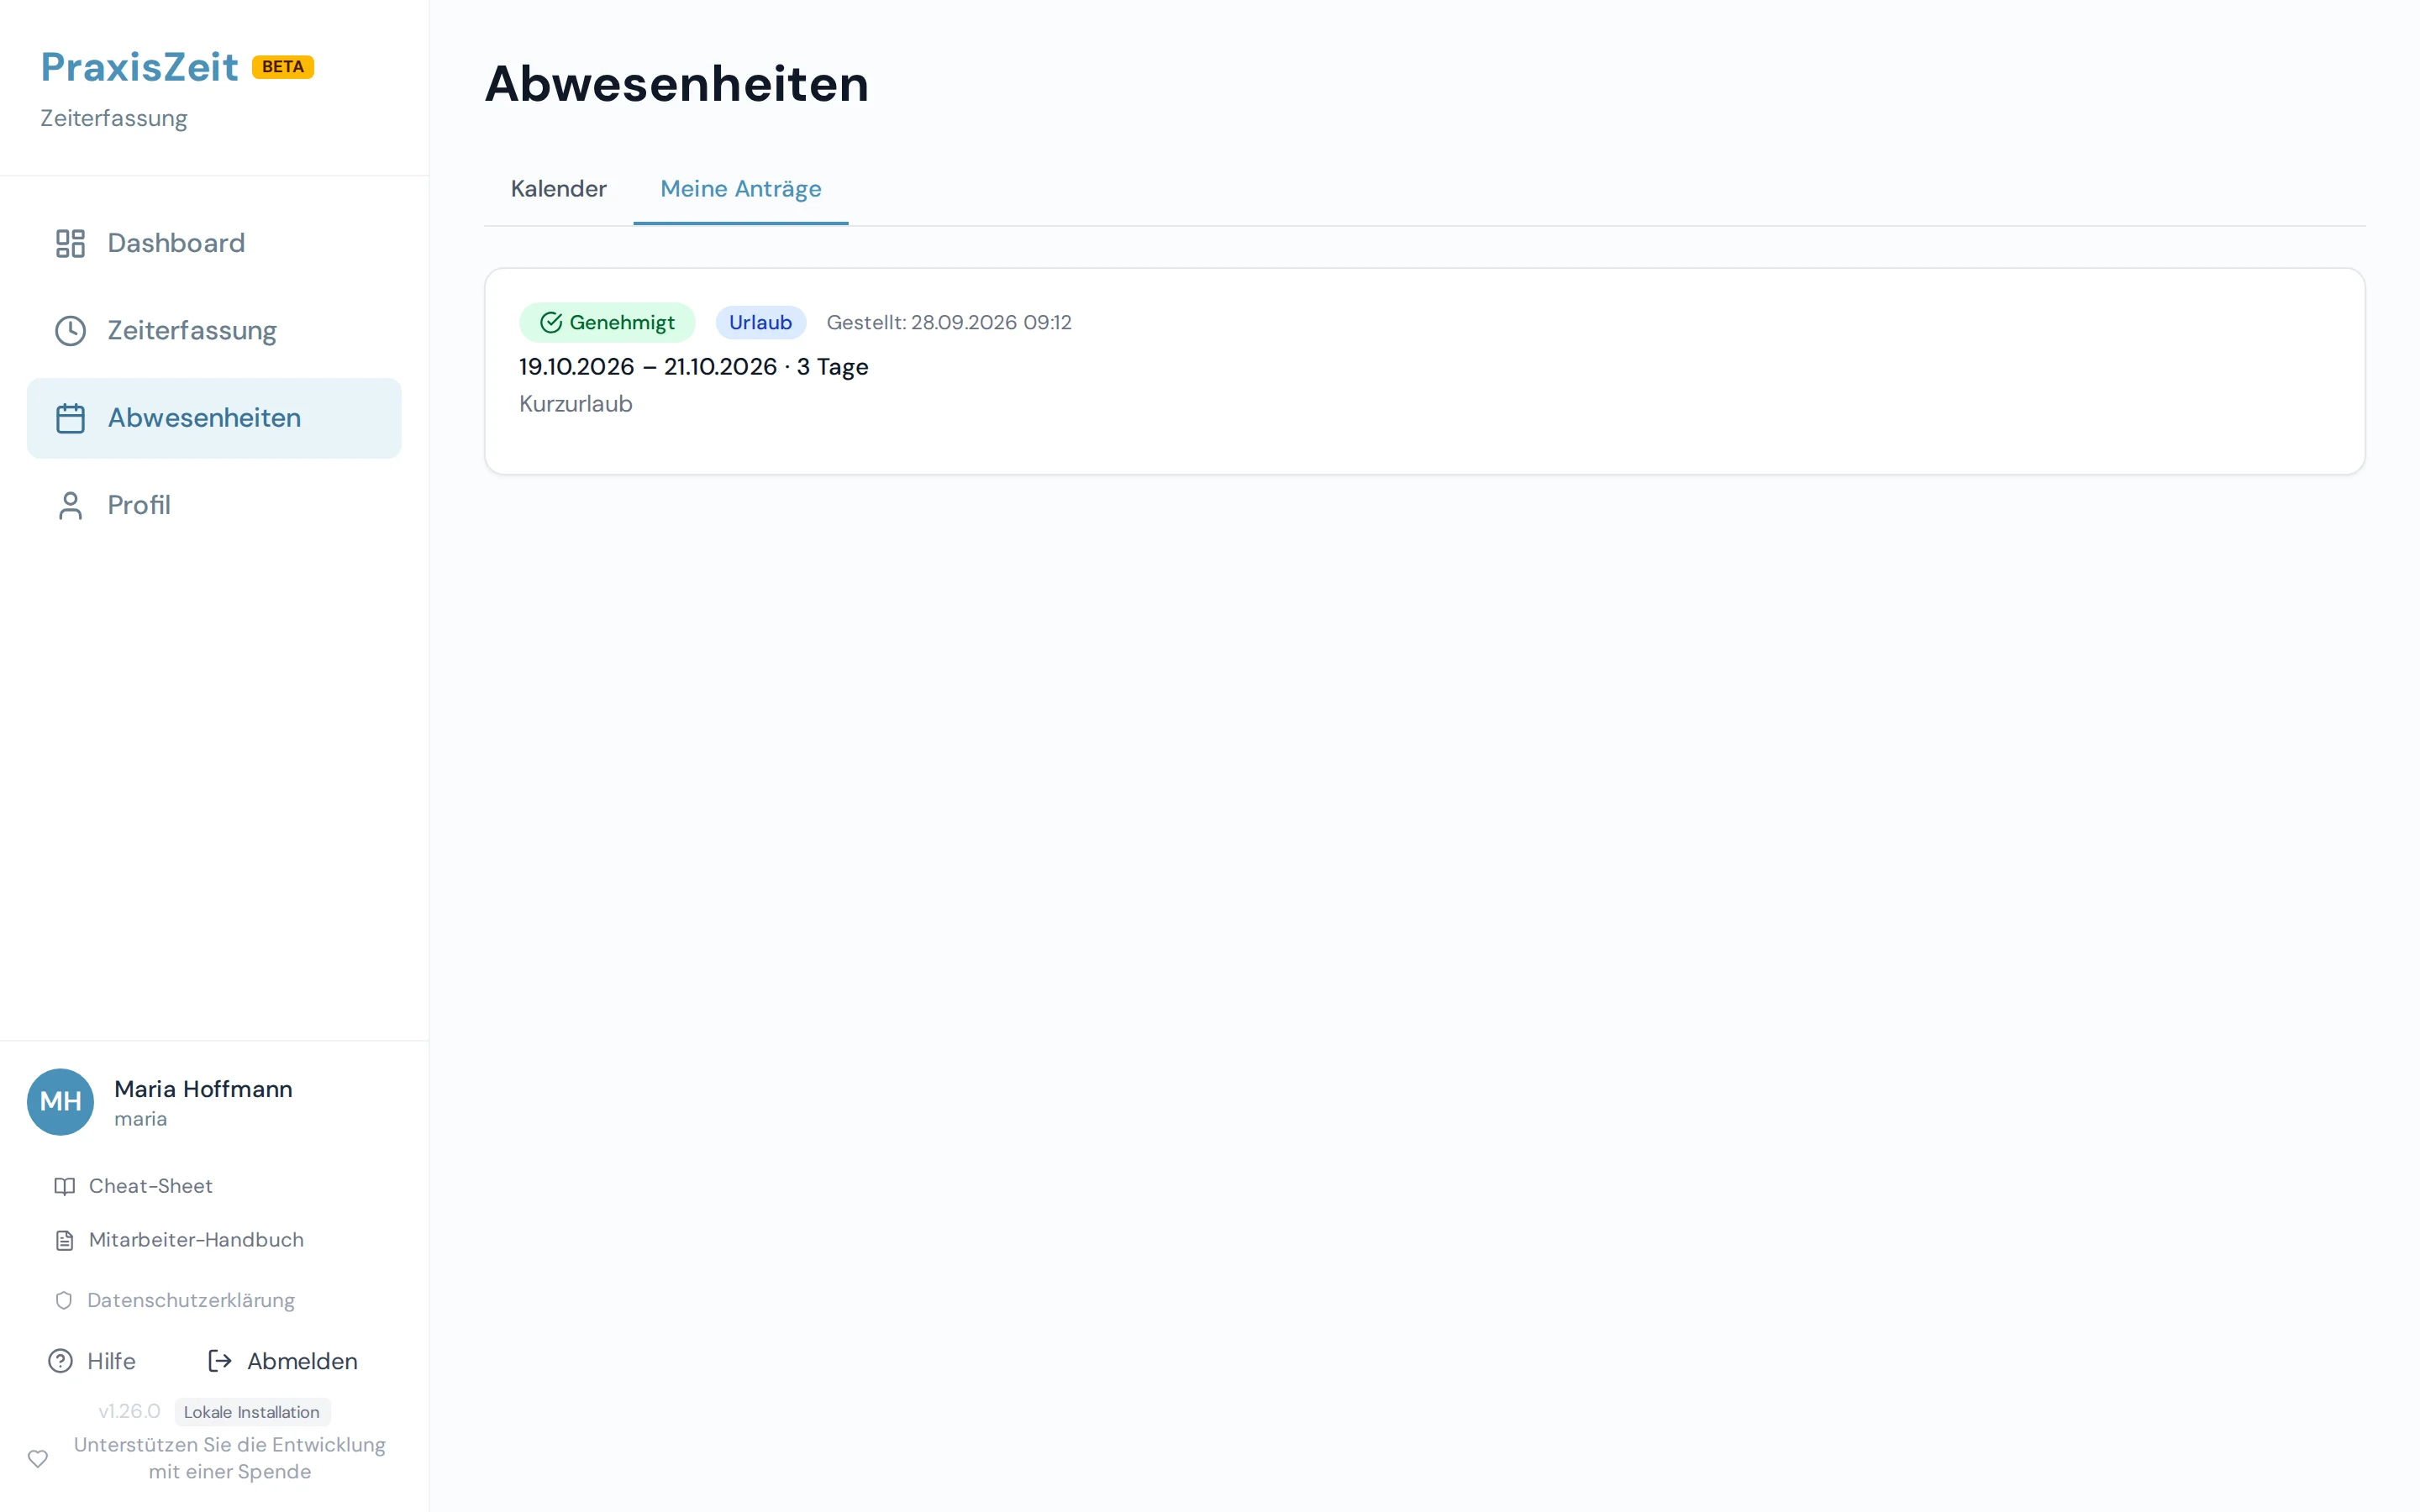 PraxisZeit BETA
Zeiterfassung
Dashboard
Zeiterfassung
Abwesenheiten
Profil
MH
Maria Hoffmann
maria
Cheat-Sheet
Mitarbeiter-Handbuch
Datenschutzerklärung
Hilfe Abmelden
v1.26.0 Lokale Installation
Unterstützen Sie die Entwicklung
mit einer Spende
Abwesenheiten
Kalender Meine Anträge
Genehmigt Urlaub Gestellt: 28.09.2026 09:12
19.10.2026 – 21.10.2026 · 3 Tage
Kurzurlaub